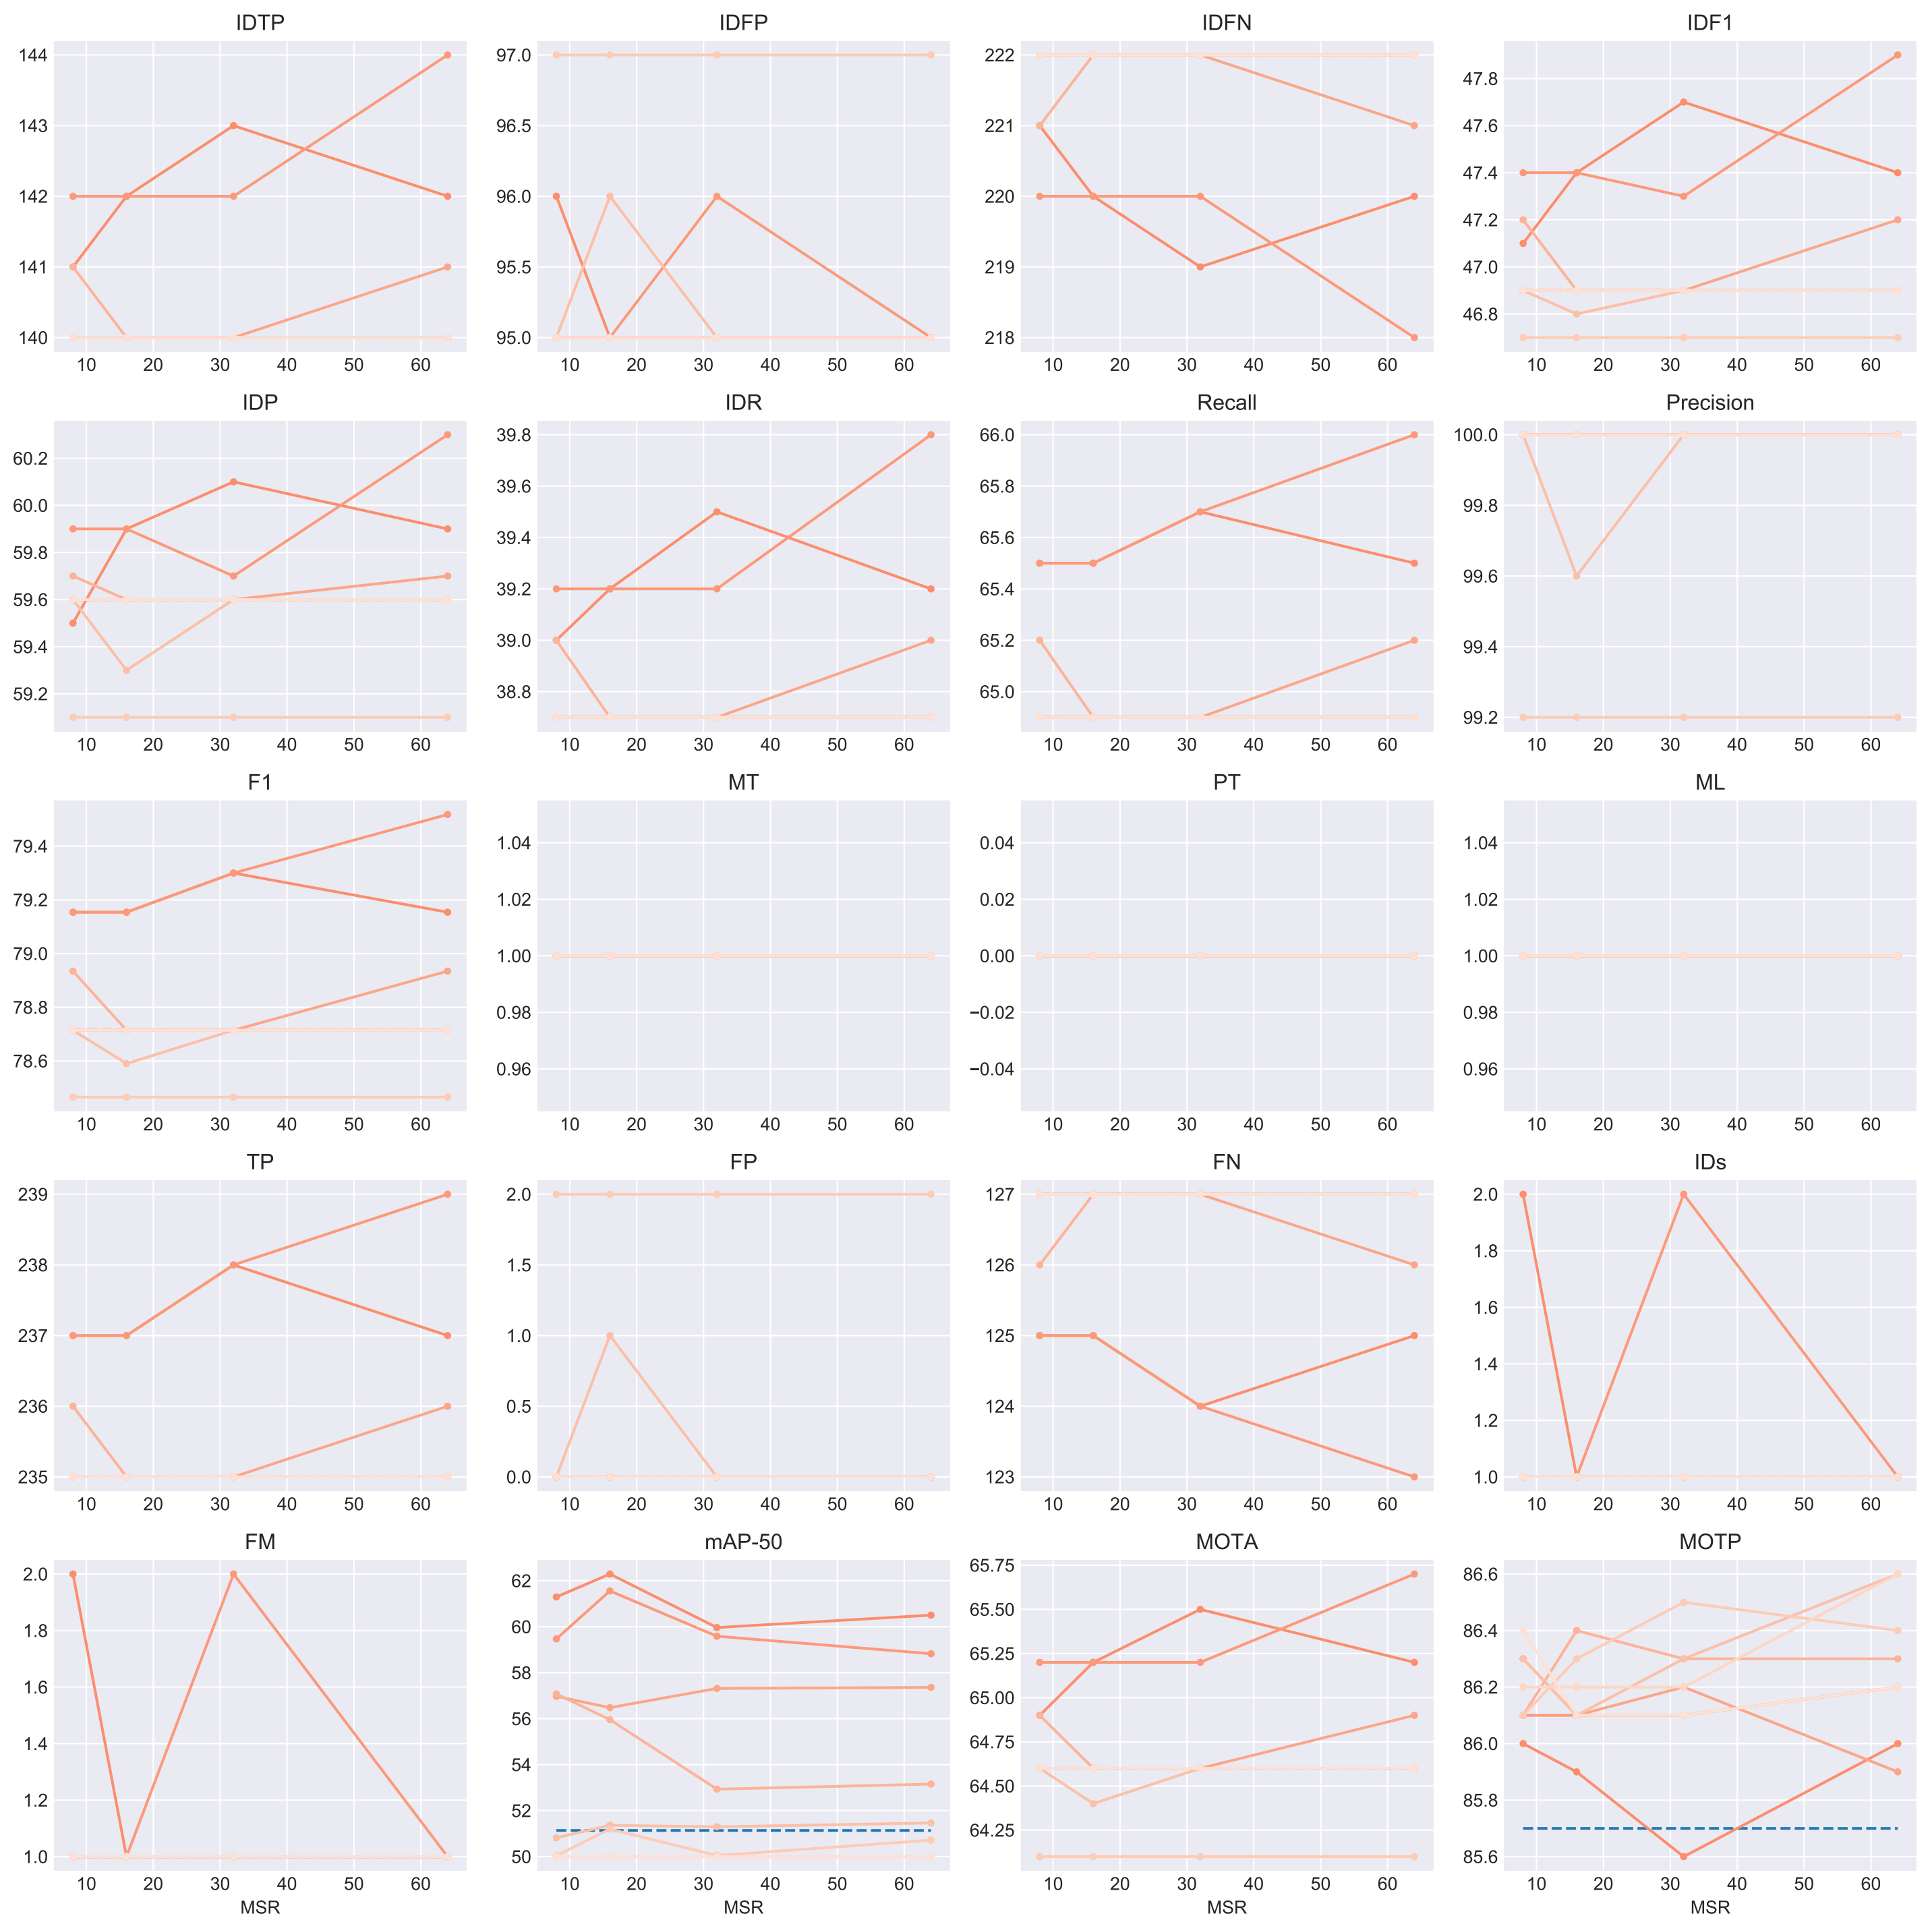 IDTP IDFP IDFN IDF1
144 97.0 222 47.8
143 96.5 221 47.6
142 96.0 220 47.4
141 95.5 219 47.2
140 95.0 218 47.0
46.8
10 20 30 40 50 60 10 20 30 40 50 60 10 20 30 40 50 60 10 20 30 40 50 60
IDP IDR Recall Precision
60.2 39.8 66.0 100.0
60.0 39.6 65.8 99.8
59.8 39.4 65.6 99.6
59.6 39.2 65.4 99.4
59.4 39.0 65.2 99.2
59.2 38.8 65.0
10 20 30 40 50 60 10 20 30 40 50 60 10 20 30 40 50 60 10 20 30 40 50 60
F1 MT PT ML
79.4 1.04 0.04 1.04
79.2 1.02 0.02 1.02
79.0 1.00 0.00 1.00
78.8 0.98 −0.02 0.98
78.6 0.96 −0.04 0.96
10 20 30 40 50 60 10 20 30 40 50 60 10 20 30 40 50 60 10 20 30 40 50 60
TP FP FN IDs
239 2.0 127 2.0
238 1.5 126 1.8
237 1.0 125 1.6
236 0.5 124 1.4
235 0.0 123 1.2
1.0
10 20 30 40 50 60 10 20 30 40 50 60 10 20 30 40 50 60 10 20 30 40 50 60
FM mAP-50 MOTA MOTP
2.0 62 65.75 86.6
1.8 60 65.50 86.4
1.6 58 65.25 86.2
1.4 56 65.00 86.0
1.2 54 64.75 85.8
1.0 52 64.50 85.6
50 64.25
10 20 30 40 50 60 10 20 30 40 50 60 10 20 30 40 50 60 10 20 30 40 50 60
MSR MSR MSR MSR